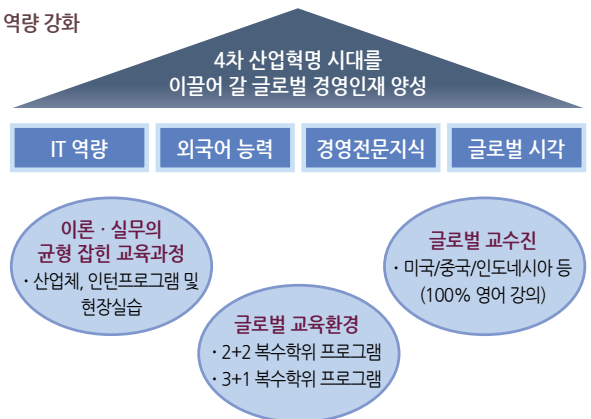 역량 강화
4차 산업혁명 시대를
이끌어 갈 글로벌 경영인재 양성
IT 역량
외국어 능력
경영전문지식
글로벌 시각
이론 · 실무의
균형 잡힌 교육과정
· 산업체, 인턴프로그램 및
현장실습
글로벌 교육환경
· 2+2 복수학위 프로그램
· 3+1 복수학위 프로그램
글로벌 교수진
· 미국/중국/인도네시아 등
(100% 영어 강의)